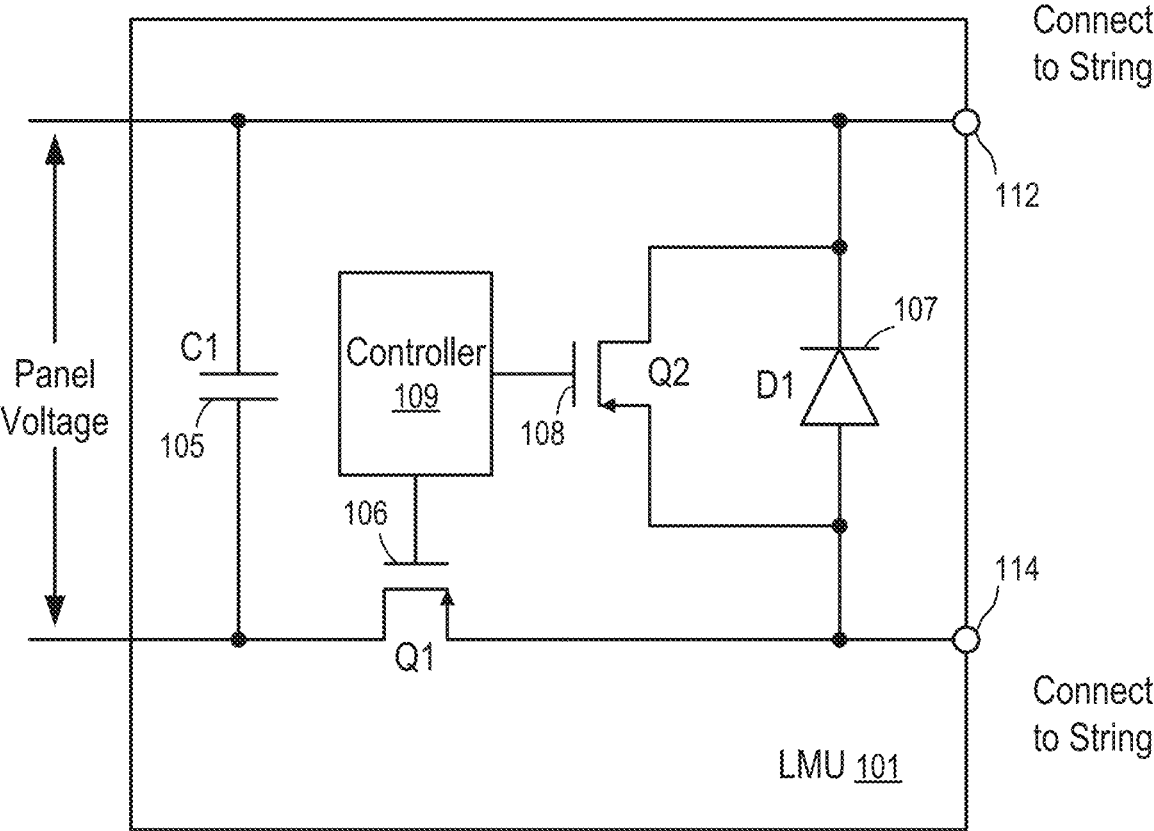 Connect
to String
112
C1
Controller
109
107
Panel
Voltage
Q2
D1
105
108
106
114
Q1
Connect
to String
LMU 101